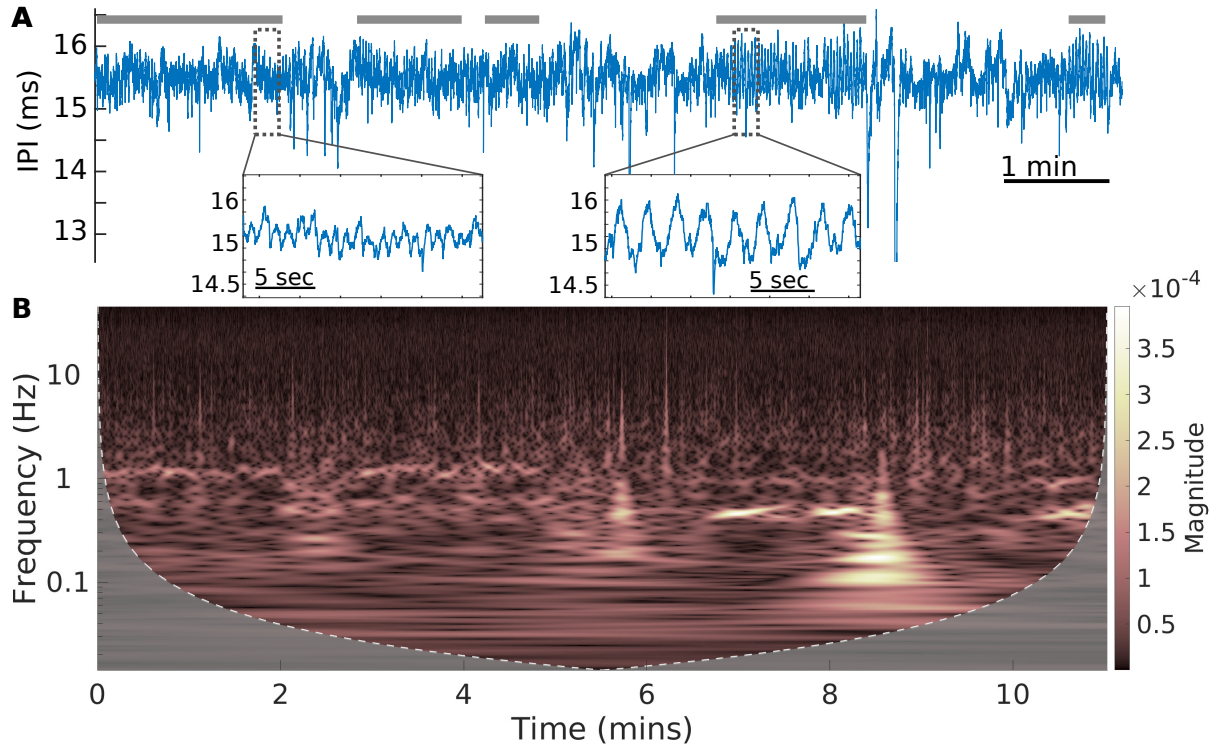 A
IPI (ms)
16
15
14
13
1 min
16
15
14.5
5 sec
16
15
14.5
5 sec
B
×10⁻⁴
Frequency (Hz)
10
1
0.1
3.5
3
2.5
2
1.5
1
0.5
Magnitude
0 2 4 6 8 10
Time (mins)